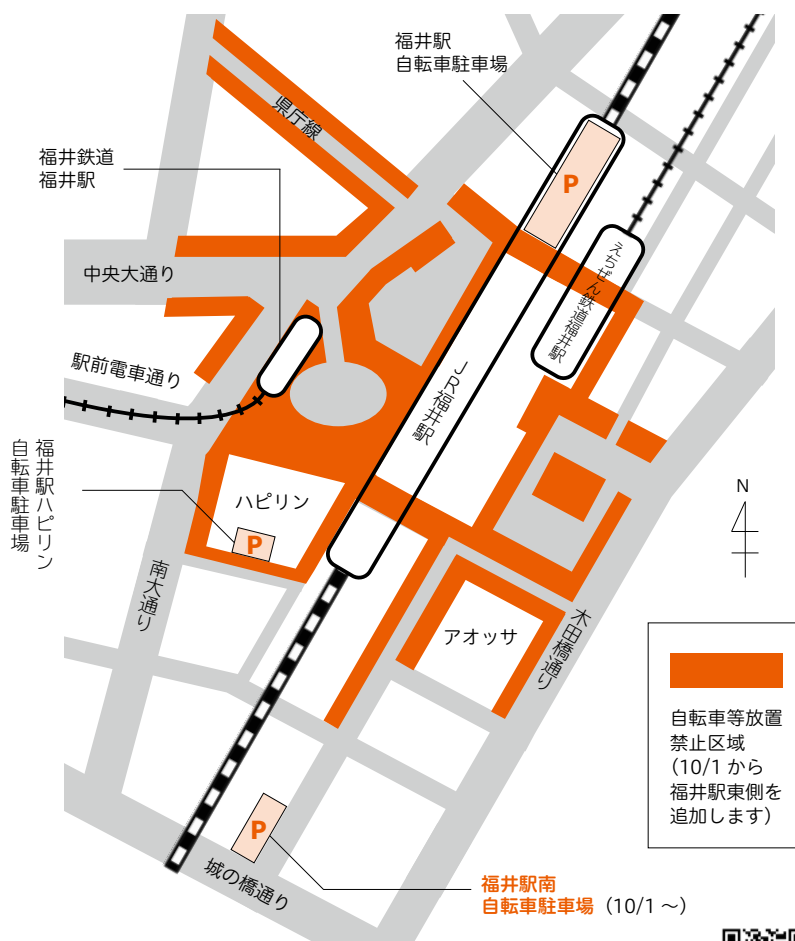 福井駅
自転車駐車場
県庁線
P
福井鉄道
福井駅
えちぜん鉄道福井駅
中央大通り
駅前電車通り
JR福井駅
福井駅ハピリン
自転車駐車場
ハピリン
P
N
南大通り
木田橋通り
アオッサ
自転車等放置
禁止区域
(10/1 から
福井駅東側を
追加します)
P
城の橋通り
福井駅南
自転車駐車場（10/1 ～）